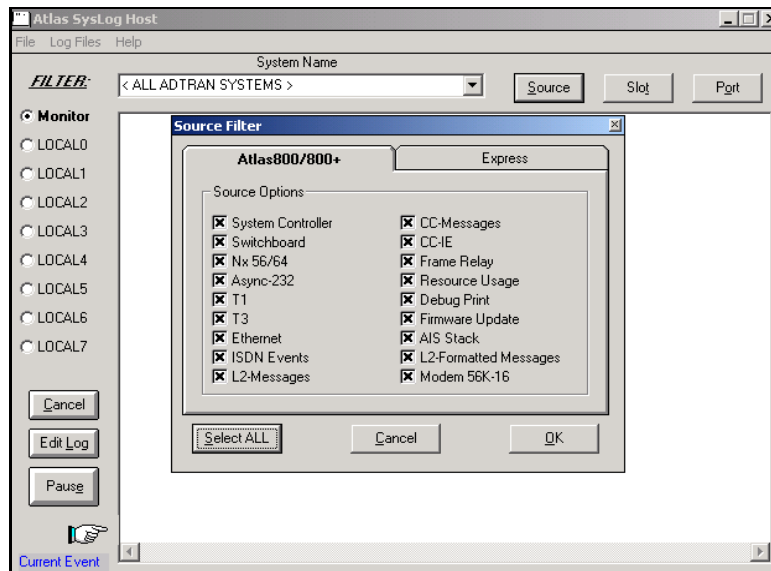 Atlas SysLog Host
File Log Files Help
System Name
FILTER:
< ALL ADTRAN SYSTEMS >
Source
Slot
Port
Monitor
LOCAL0
LOCAL1
LOCAL2
LOCAL3
LOCAL4
LOCAL5
LOCAL6
LOCAL7
Cancel
Edit Log
Pause
Current Event
Source Filter
Atlas800/800+
Express
Source Options
System Controller
Switchboard
Nx 56/64
Async-232
T1
T3
Ethernet
ISDN Events
L2-Messages
CC-Messages
CC-IE
Frame Relay
Resource Usage
Debug Print
Firmware Update
AIS Stack
L2-Formatted Messages
Modem 56K-16
Select ALL
Cancel
OK